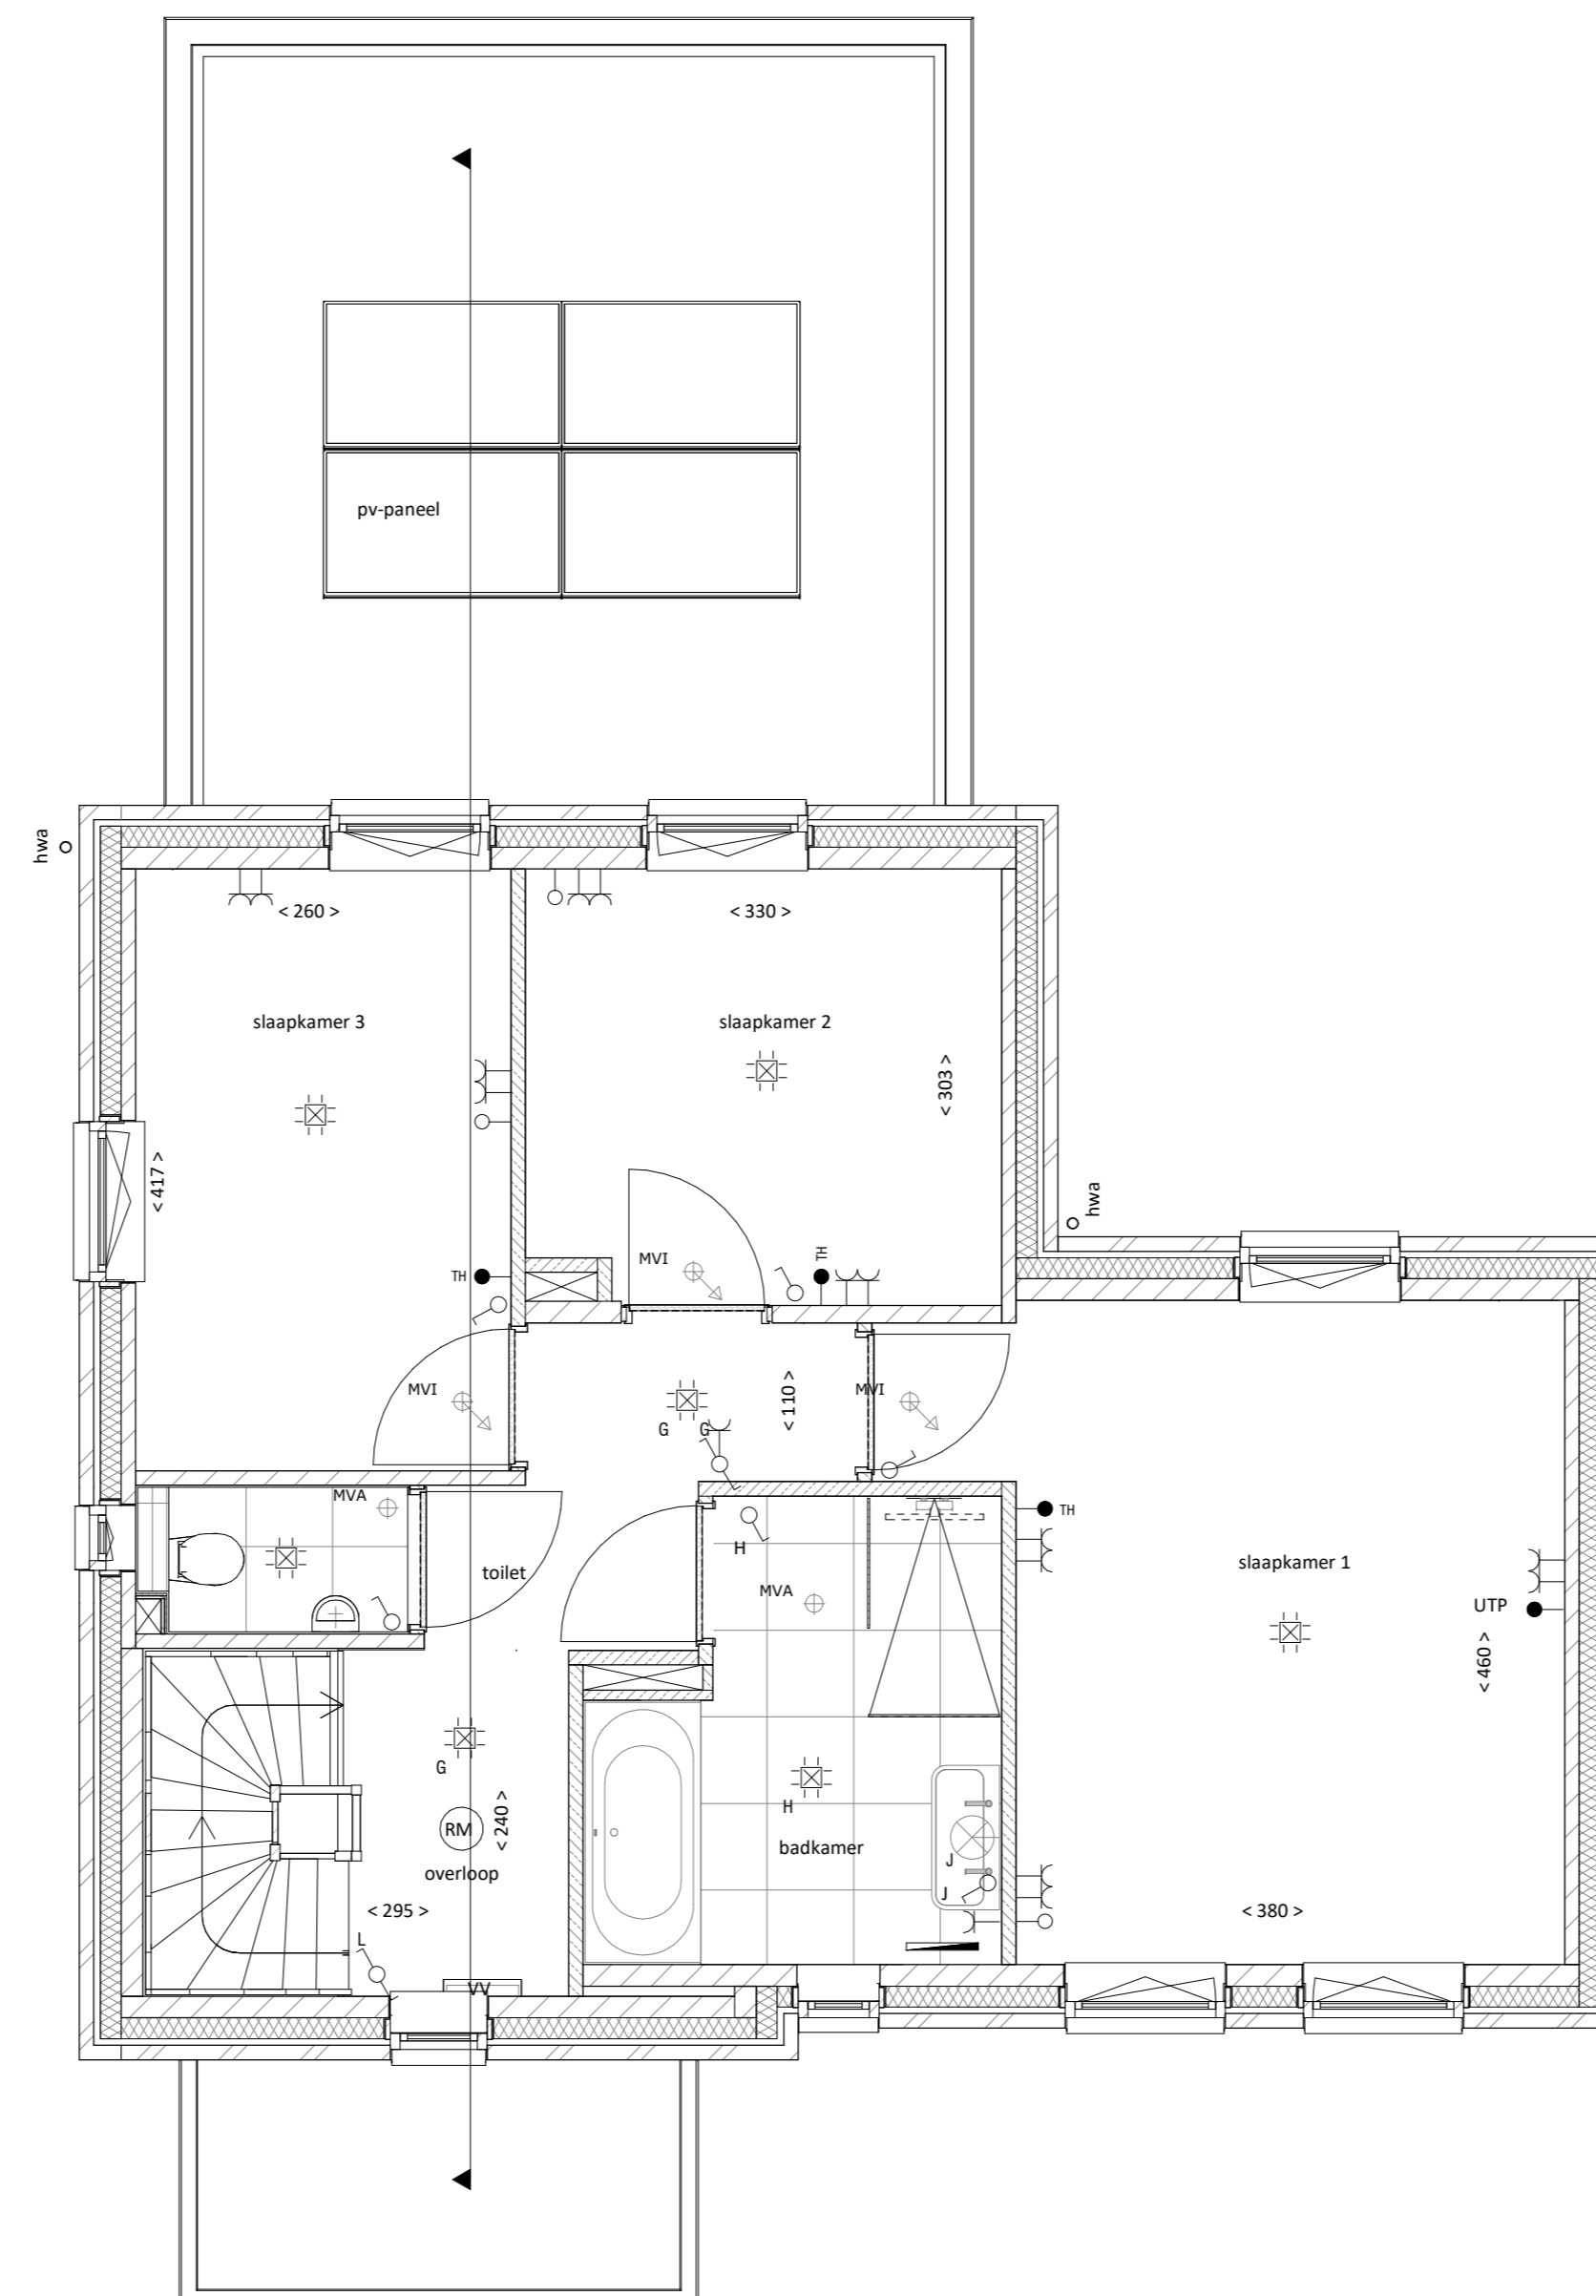 pv-paneel
hwa
< 260 >
< 330 >
slaapkamer 3
slaapkamer 2
< 303 >
< 417 >
hwa
MVI
TH
TH
MVI
< 110 >
MVI
G
G
MVA
H
TH
toilet
MVA
slaapkamer 1
UTP
< 460 >
G
H
RM
< 240 >
badkamer
J
overloop
J
< 295 >
< 380 >
L
VV